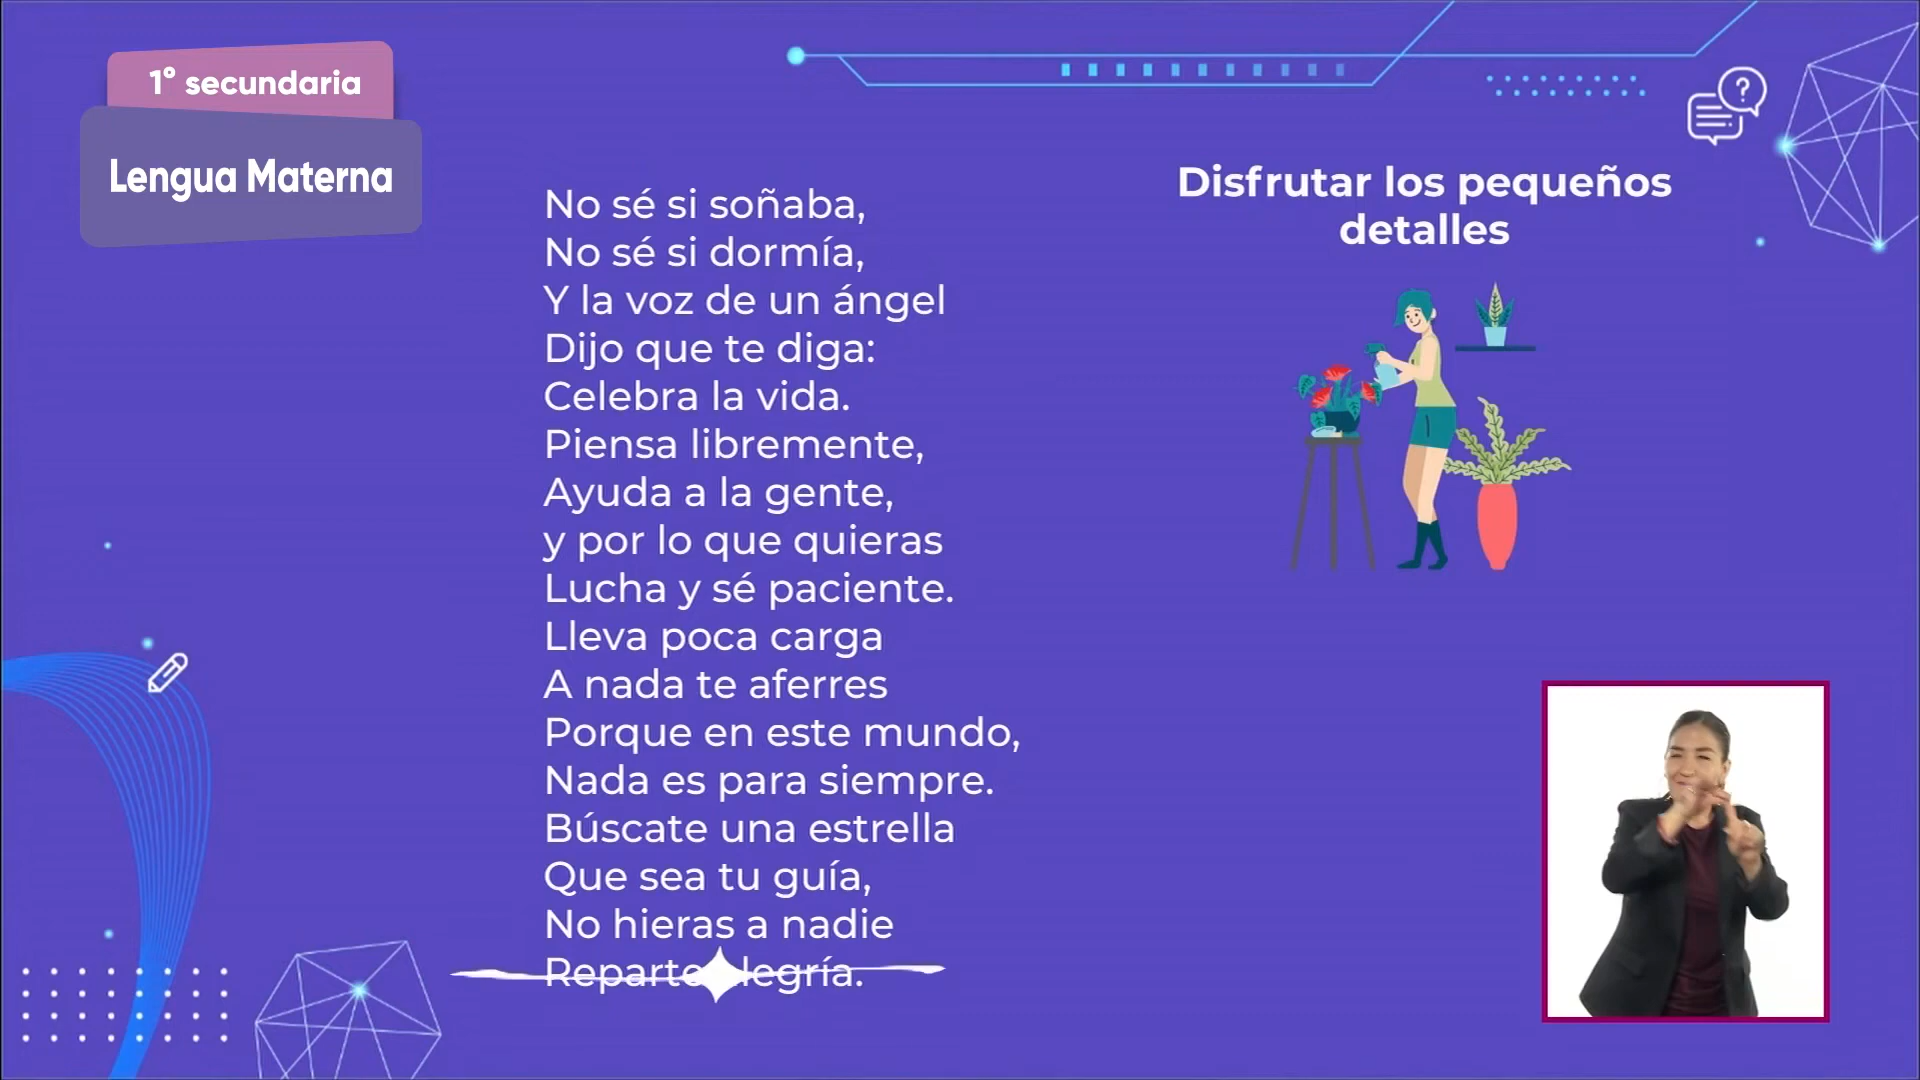 1° secundaria
Lengua Materna
No sé si soñaba,
No sé si dormía,
Y la voz de un ángel
Dijo que te diga:
Celebra la vida.
Piensa libremente,
Ayuda a la gente,
y por lo que quieras
Lucha y sé paciente.
Lleva poca carga
A nada te aferres
Porque en este mundo,
Nada es para siempre.
Búscate una estrella
Que sea tu guía,
No hieras a nadie
Reparte alegría.
Disfrutar los pequeños
detalles
?